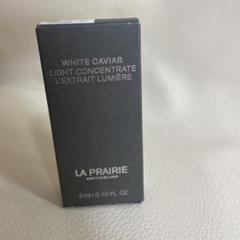 WHITE CAVIAR
LIGHT CONCENTRATE
L'EXTRAIT LUMIÈRE
LA PRAIRIE
SWITZERLAND
3 ml / 0.10 FL. OZ